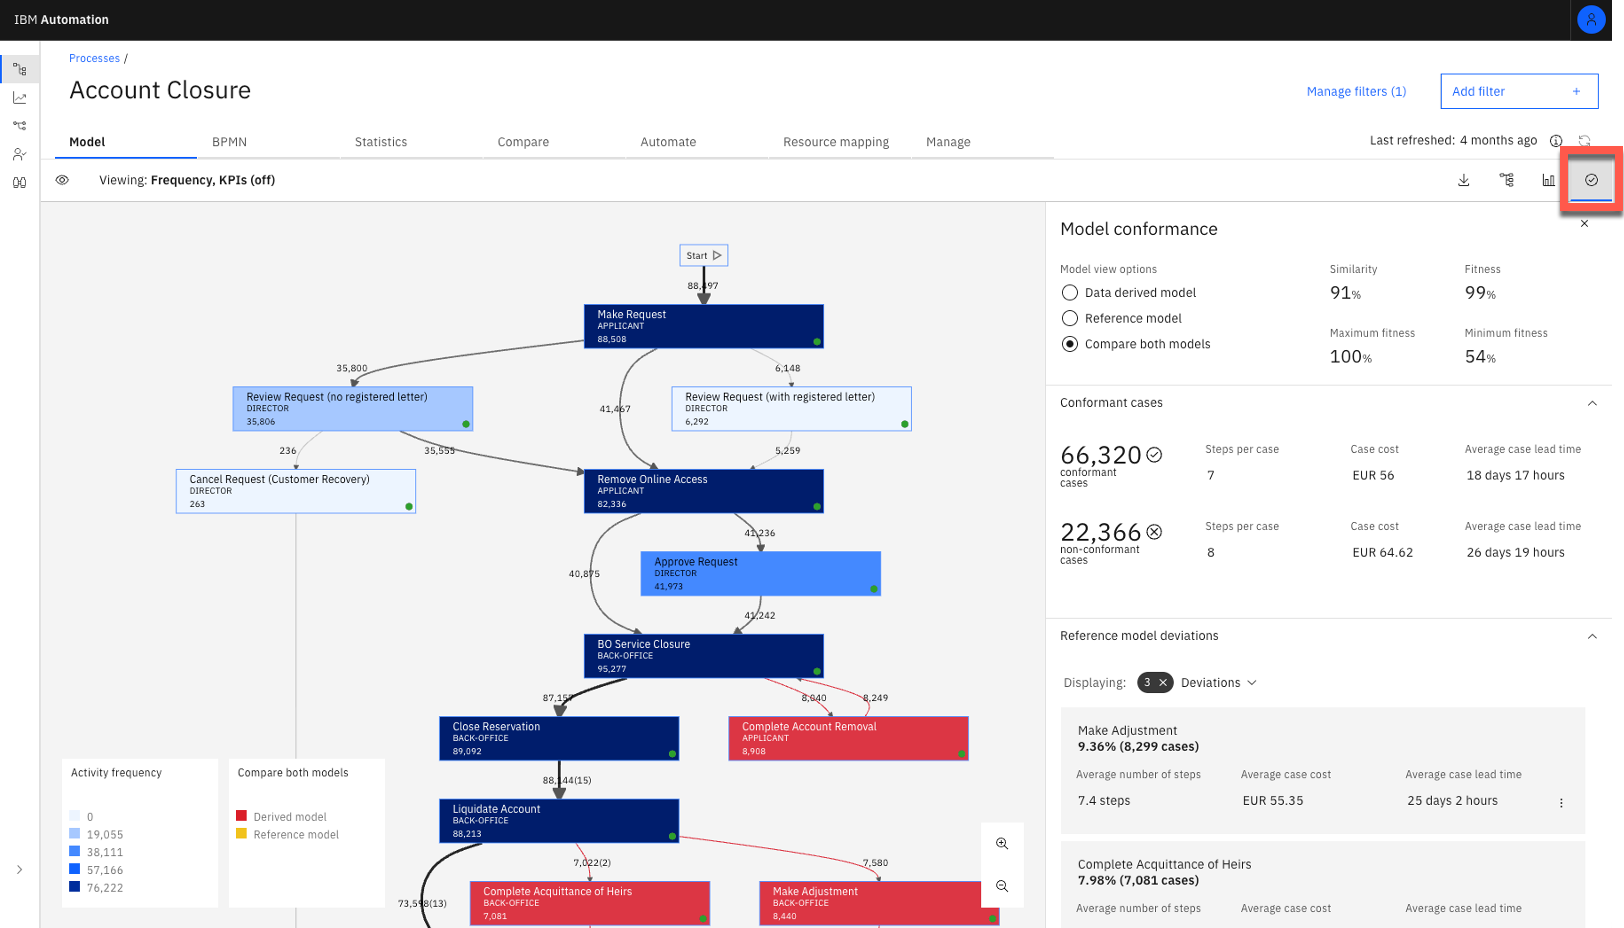 IBM Automation
Processes /
Account Closure
Manage filters (1)
Add filter +
Model BPMN Statistics Compare Automate Resource mapping Manage
Last refreshed: 4 months ago
Viewing: Frequency, KPIs (off)
Start
88,497
Make Request
APPLICANT
88,508
35,800
6,148
Review Request (no registered letter)
DIRECTOR
35,806
41,467
Review Request (with registered letter)
DIRECTOR
6,292
236
35,555
5,259
Cancel Request (Customer Recovery)
DIRECTOR
263
Remove Online Access
APPLICANT
82,336
41,236
40,875
Approve Request
DIRECTOR
41,973
41,242
BO Service Closure
BACK-OFFICE
95,277
87,157
8,040
8,249
Close Reservation
BACK-OFFICE
89,092
Complete Account Removal
APPLICANT
8,908
88,144(15)
Liquidate Account
BACK-OFFICE
88,213
7,022(2)
7,580
73,598(13)
Complete Acquittance of Heirs
BACK-OFFICE
7,081
Make Adjustment
BACK-OFFICE
8,440
Activity frequency
0
19,055
38,111
57,166
76,222
Compare both models
Derived model
Reference model
Model conformance
Model view options
Data derived model
Reference model
Compare both models
Similarity
91%
Fitness
99%
Maximum fitness
100%
Minimum fitness
54%
Conformant cases
66,320
conformant
cases
Steps per case
7
Case cost
EUR 56
Average case lead time
18 days 17 hours
22,366
non-conformant
cases
Steps per case
8
Case cost
EUR 64.62
Average case lead time
26 days 19 hours
Reference model deviations
Displaying: 3 × Deviations
Make Adjustment
9.36% (8,299 cases)
Average number of steps
7.4 steps
Average case cost
EUR 55.35
Average case lead time
25 days 2 hours
Complete Acquittance of Heirs
7.98% (7,081 cases)
Average number of steps
Average case cost
Average case lead time